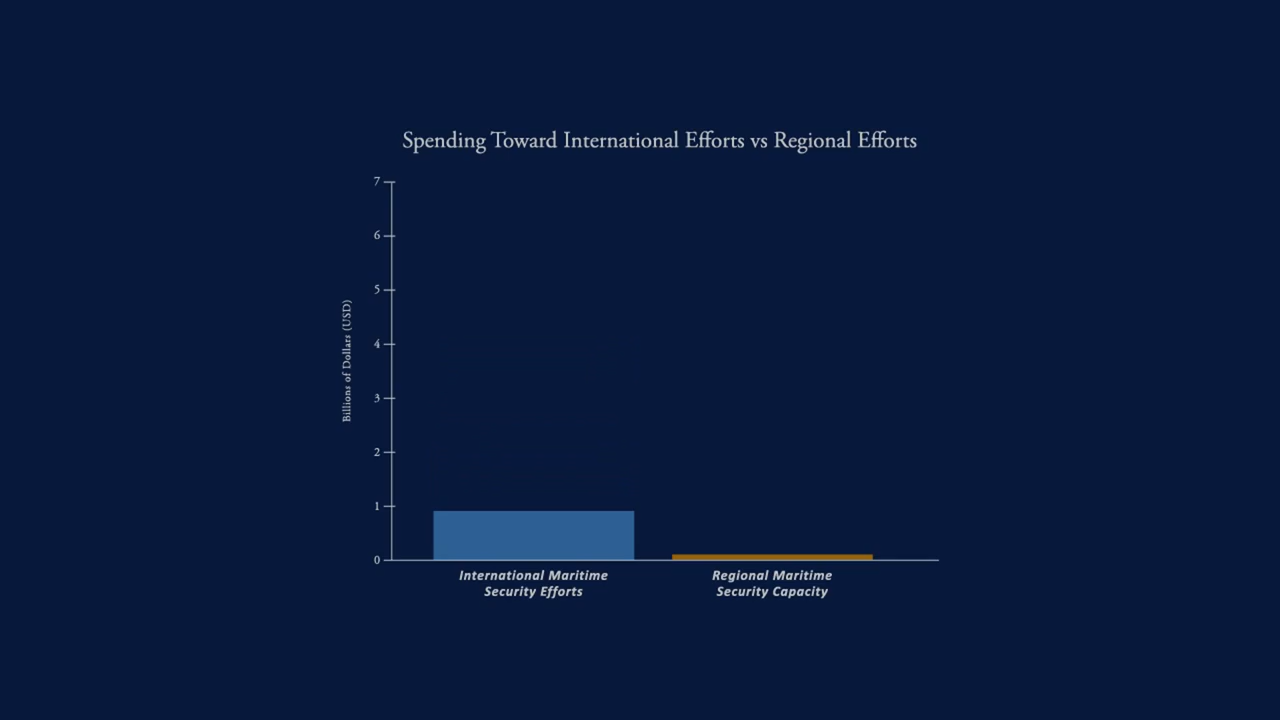 Spending Toward International Efforts vs Regional Efforts
7
6
5
4
3
2
1
0
Billions of Dollars (USD)
International Maritime
Security Efforts
Regional Maritime
Security Capacity